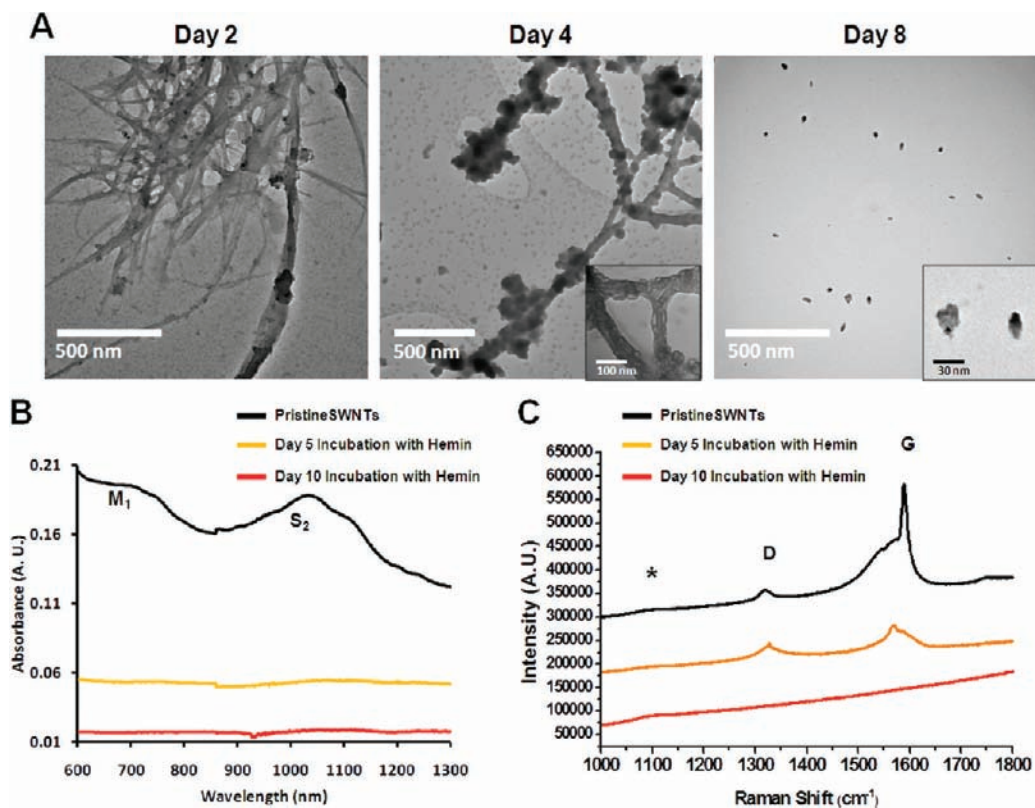 A
Day 2
Day 4
Day 8
500 nm
500 nm
100 nm
500 nm
30 nm
B
PristineSWNTs
Day 5 Incubation with Hemin
Day 10 Incubation with Hemin
0.21
0.16
0.11
0.06
0.01
M1
S2
600 700 800 900 1000 1100 1200 1300
Absorbance (A. U.)
Wavelength (nm)
C
PristineSWNTs
Day 5 Incubation with Hemin
Day 10 Incubation with Hemin
G
D
*
650000
600000
550000
500000
450000
400000
350000
300000
250000
200000
150000
100000
50000
1000 1100 1200 1300 1400 1500 1600 1700 1800
Intensity (A.U.)
Raman Shift (cm-1)